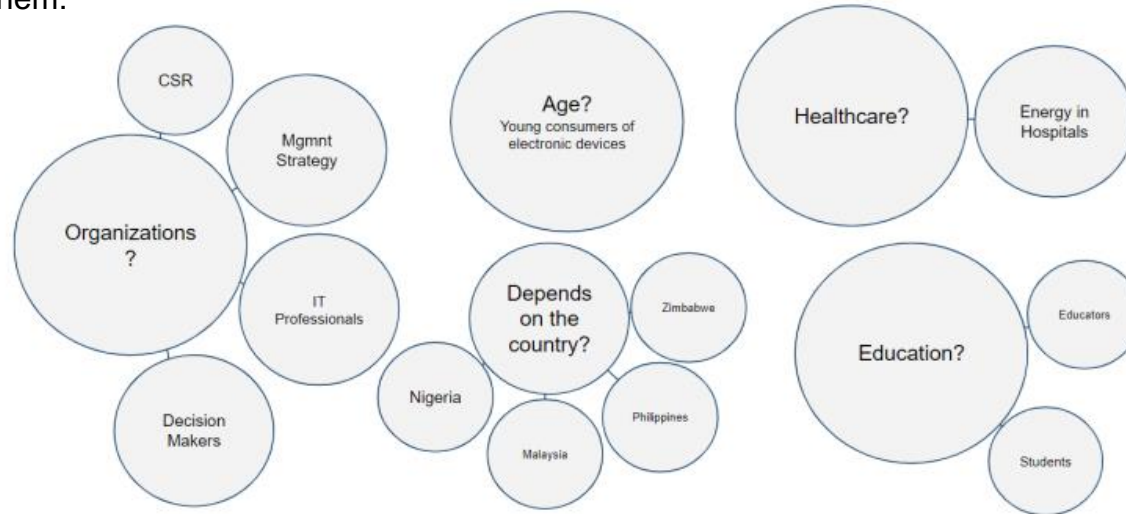 CSR
Mgmnt
Strategy
Organizations
?
IT
Professionals
Decision
Makers
Age?
Young consumers of
electronic devices
Depends
on the
country?
Zimbabwe
Nigeria
Malaysia
Philippines
Healthcare?
Energy in
Hospitals
Education?
Educators
Students